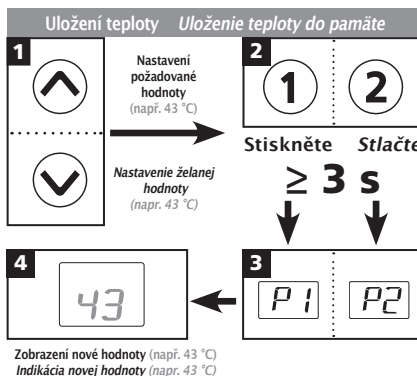 Uložení teploty Uloženie teploty do pamäte
1
Nastavení
požadované
hodnoty
(např. 43 °C)
Nastavenie želanej
hodnoty
(napr. 43 °C)
2
1 2
Stiskněte Stlačte
≥ 3 s
3
P1 P2
4
43
Zobrazení nové hodnoty (např. 43 °C)
Indikácia novej hodnoty (napr. 43 °C)